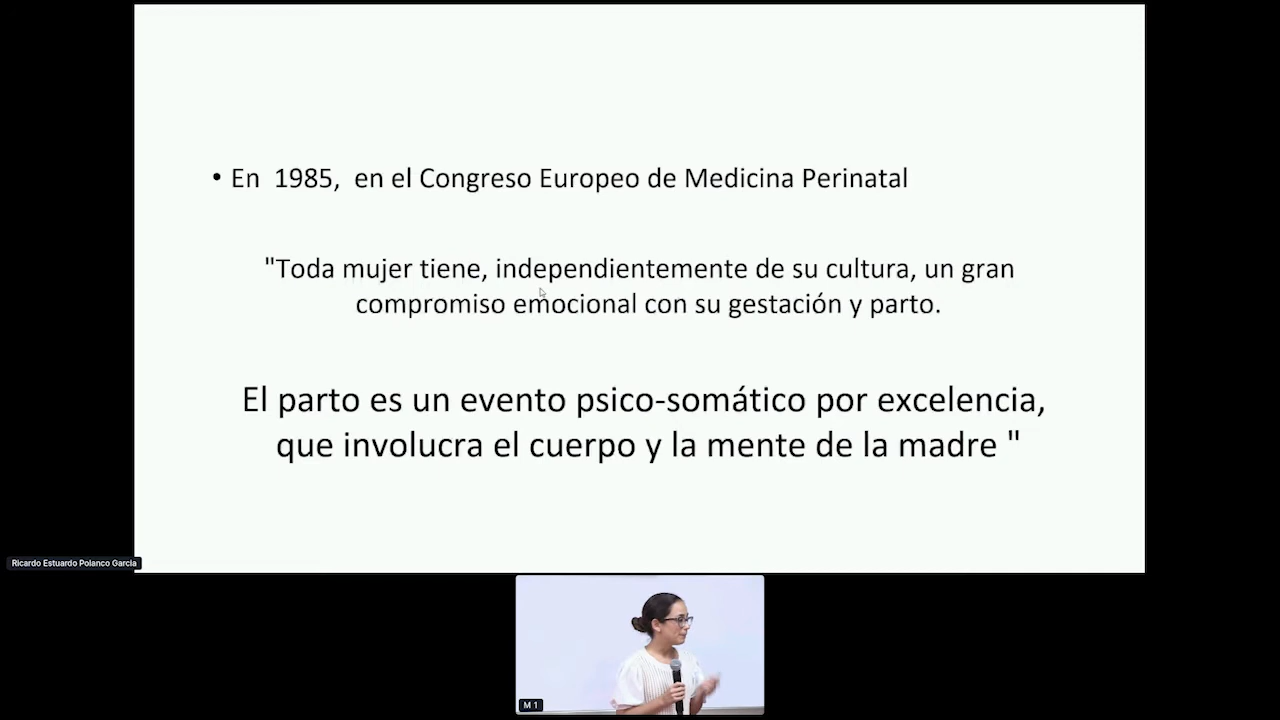 • En  1985,  en el Congreso Europeo de Medicina Perinatal
"Toda mujer tiene, independientemente de su cultura, un gran
compromiso emocional con su gestación y parto.
El parto es un evento psico-somático por excelencia,
que involucra el cuerpo y la mente de la madre "
Ricardo Estuardo Polanco Garcia
M 1